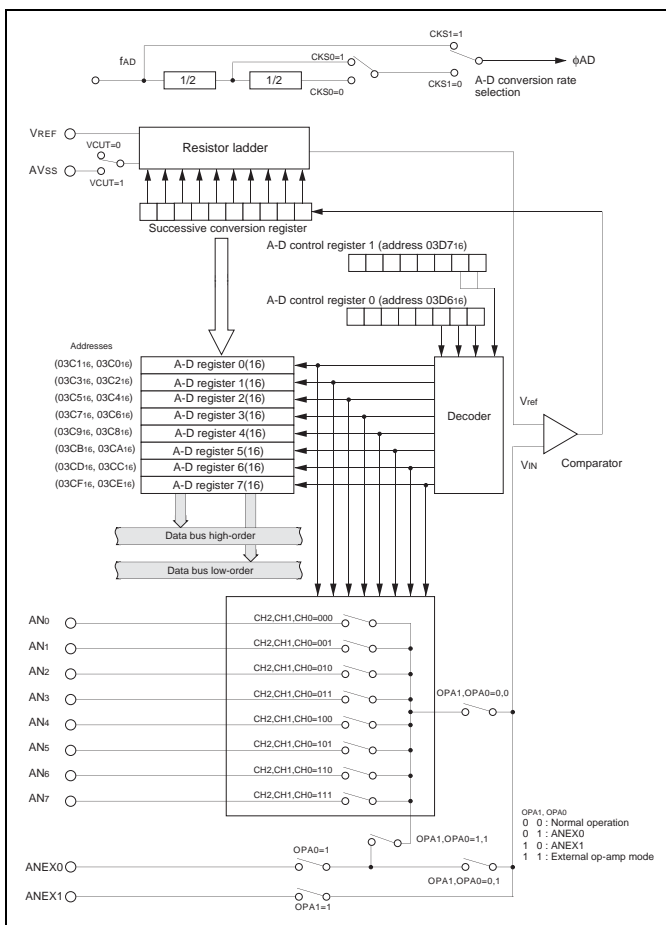 CKS1=1
fAD
CKS0=1
φAD
1/2
1/2
CKS0=0
CKS1=0
A-D conversion rate
selection
VREF
VCUT=0
Resistor ladder
AVSS
VCUT=1
Successive conversion register
A-D control register 1 (address 03D716)
A-D control register 0 (address 03D616)
Addresses
(03C116, 03C016)
A-D register 0(16)
(03C316, 03C216)
A-D register 1(16)
(03C516, 03C416)
A-D register 2(16)
(03C716, 03C616)
A-D register 3(16)
(03C916, 03C816)
A-D register 4(16)
(03CB16, 03CA16)
A-D register 5(16)
(03CD16, 03CC16)
A-D register 6(16)
(03CF16, 03CE16)
A-D register 7(16)
Decoder
Vref
VIN
Comparator
Data bus high-order
Data bus low-order
AN0
CH2,CH1,CH0=000
AN1
CH2,CH1,CH0=001
AN2
CH2,CH1,CH0=010
AN3
CH2,CH1,CH0=011
OPA1,OPA0=0,0
AN4
CH2,CH1,CH0=100
AN5
CH2,CH1,CH0=101
AN6
CH2,CH1,CH0=110
AN7
CH2,CH1,CH0=111
OPA1, OPA0
0 0 : Normal operation
0 1 : ANEX0
1 0 : ANEX1
1 1 : External op-amp mode
OPA1,OPA0=1,1
OPA0=1
ANEX0
OPA1,OPA0=0,1
ANEX1
OPA1=1